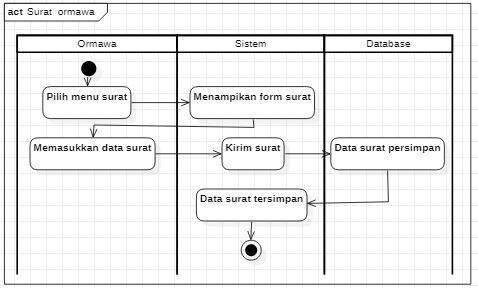 act Surat ormawa
Ormawa
Sistem
Database
Pilih menu surat
Menampikan form surat
Memasukkan data surat
Kirim surat
Data surat persimpan
Data surat tersimpan